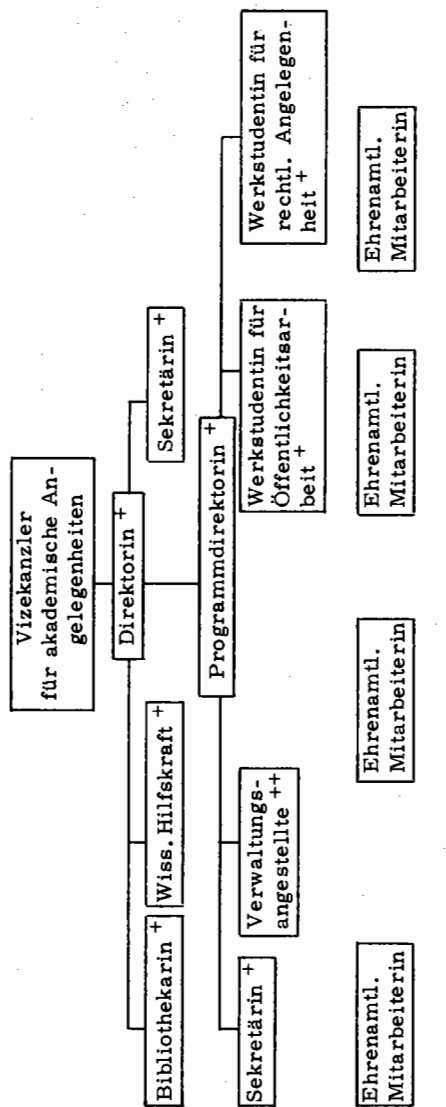 Vizekanzler
für akademische An-
gelegenheiten
Direktorin +
Bibliothekarin +
Wiss. Hilfskraft +
Sekretärin +
Programmdirektorin +
Sekretärin +
Verwaltungs-
angestellte ++
Werkstudentin für
Öffentlichkeitsar-
beit +
Werkstudentin für
rechtl. Angelegen-
heit +
Ehrenamtl.
Mitarbeiterin
Ehrenamtl.
Mitarbeiterin
Ehrenamtl.
Mitarbeiterin
Ehrenamtl.
Mitarbeiterin